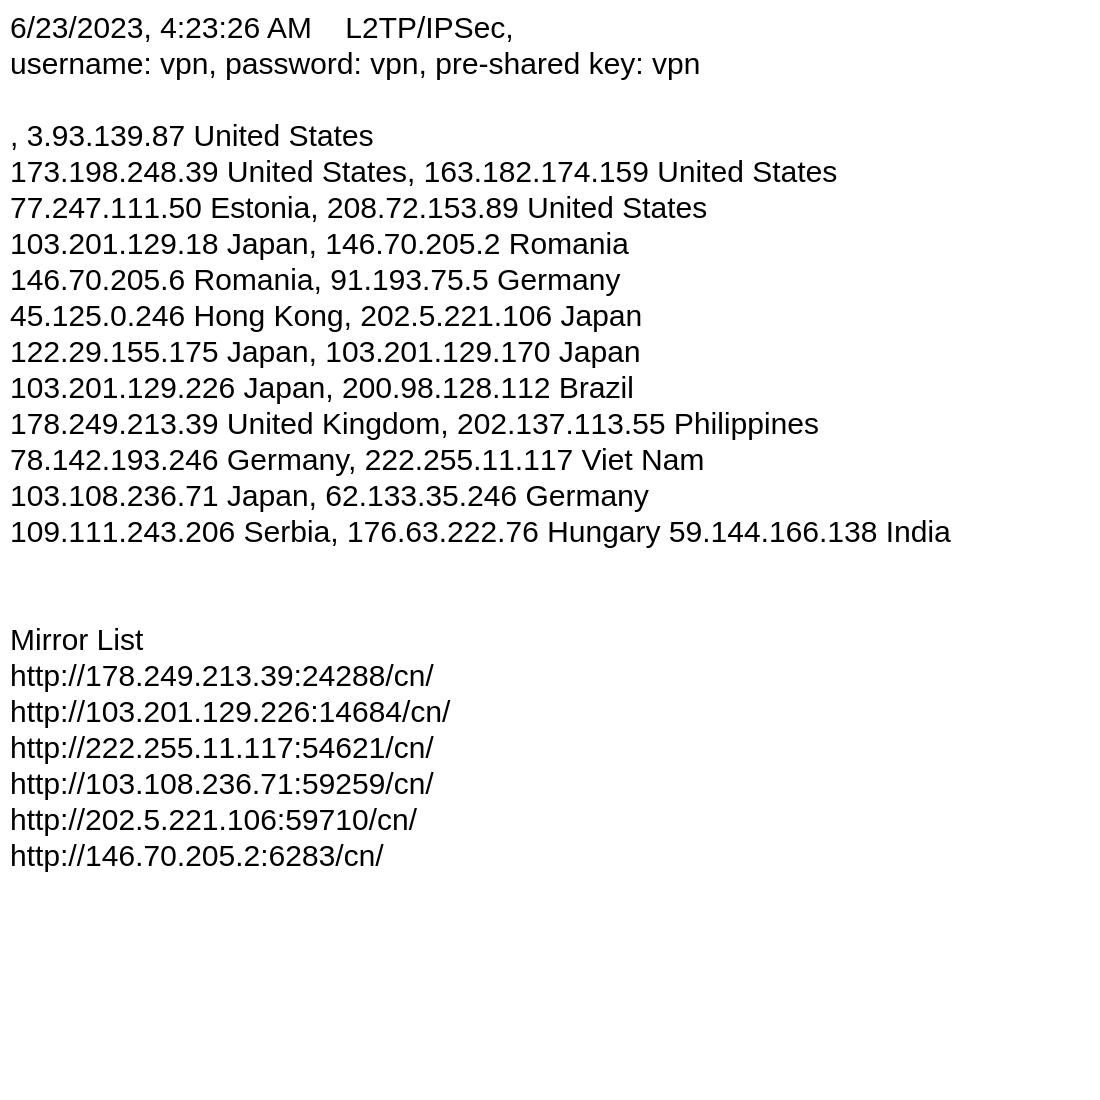 6/23/2023, 4:23:26 AM    L2TP/IPSec,
username: vpn, password: vpn, pre-shared key: vpn
, 3.93.139.87 United States
173.198.248.39 United States, 163.182.174.159 United States
77.247.111.50 Estonia, 208.72.153.89 United States
103.201.129.18 Japan, 146.70.205.2 Romania
146.70.205.6 Romania, 91.193.75.5 Germany
45.125.0.246 Hong Kong, 202.5.221.106 Japan
122.29.155.175 Japan, 103.201.129.170 Japan
103.201.129.226 Japan, 200.98.128.112 Brazil
178.249.213.39 United Kingdom, 202.137.113.55 Philippines
78.142.193.246 Germany, 222.255.11.117 Viet Nam
103.108.236.71 Japan, 62.133.35.246 Germany
109.111.243.206 Serbia, 176.63.222.76 Hungary 59.144.166.138 India
Mirror List
http://178.249.213.39:24288/cn/
http://103.201.129.226:14684/cn/
http://222.255.11.117:54621/cn/
http://103.108.236.71:59259/cn/
http://202.5.221.106:59710/cn/
http://146.70.205.2:6283/cn/